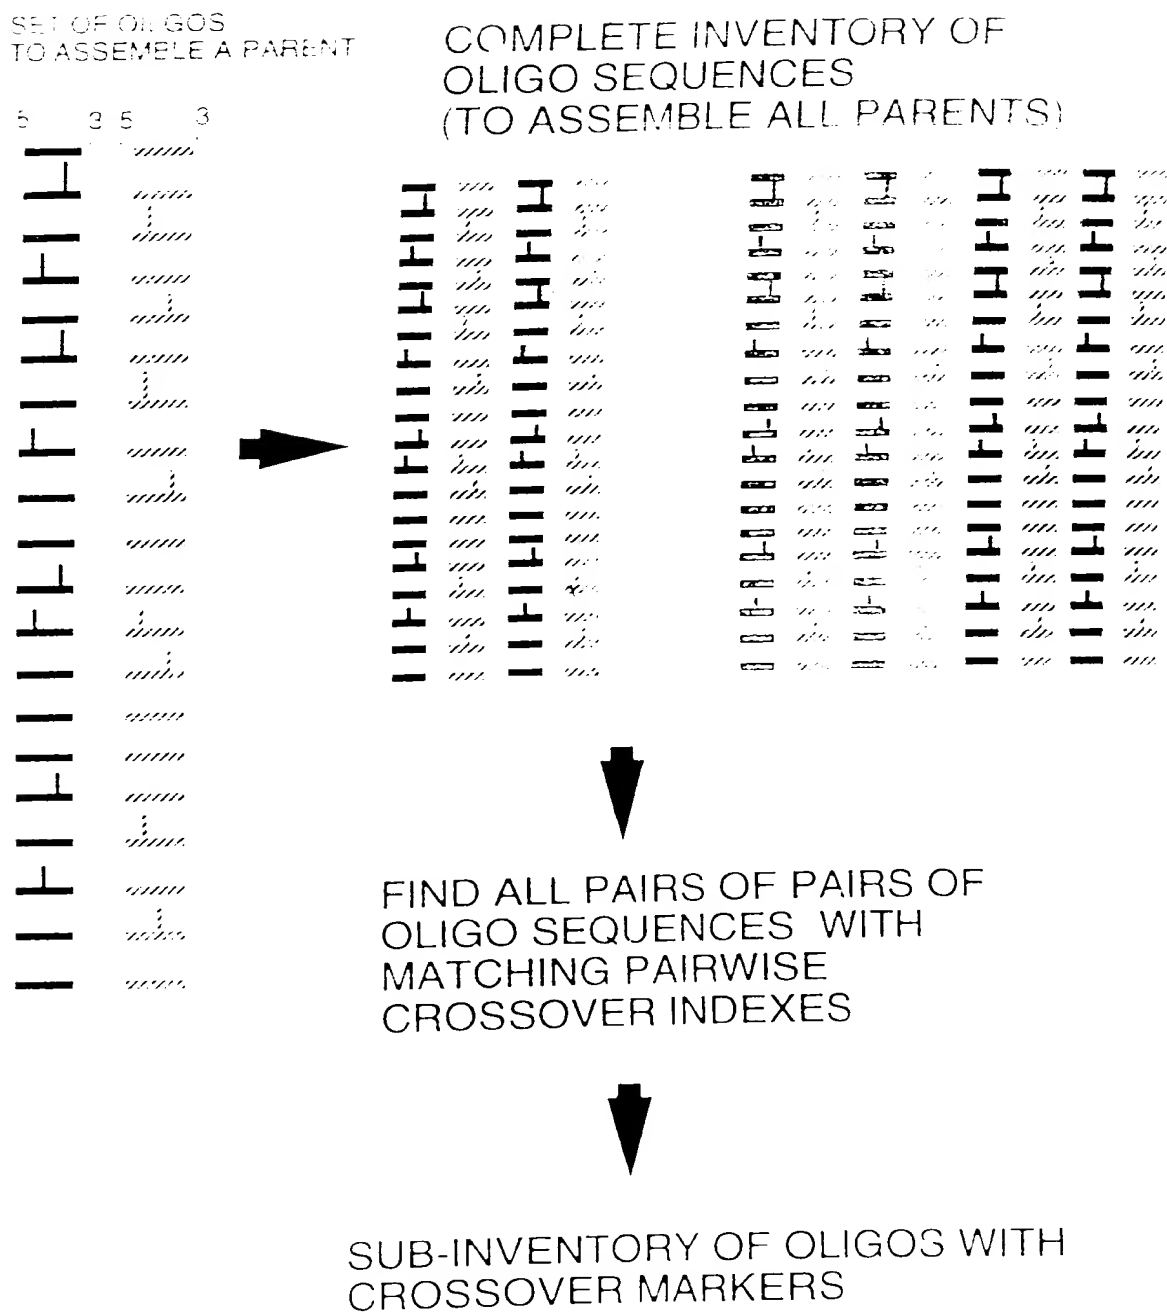 SET OF OLIGOS
TO ASSEMBLE A PARENT
5 3 5 3
COMPLETE INVENTORY OF
OLIGO SEQUENCES
(TO ASSEMBLE ALL PARENTS)
FIND ALL PAIRS OF PAIRS OF
OLIGO SEQUENCES WITH
MATCHING PAIRWISE
CROSSOVER INDEXES
SUB-INVENTORY OF OLIGOS WITH
CROSSOVER MARKERS